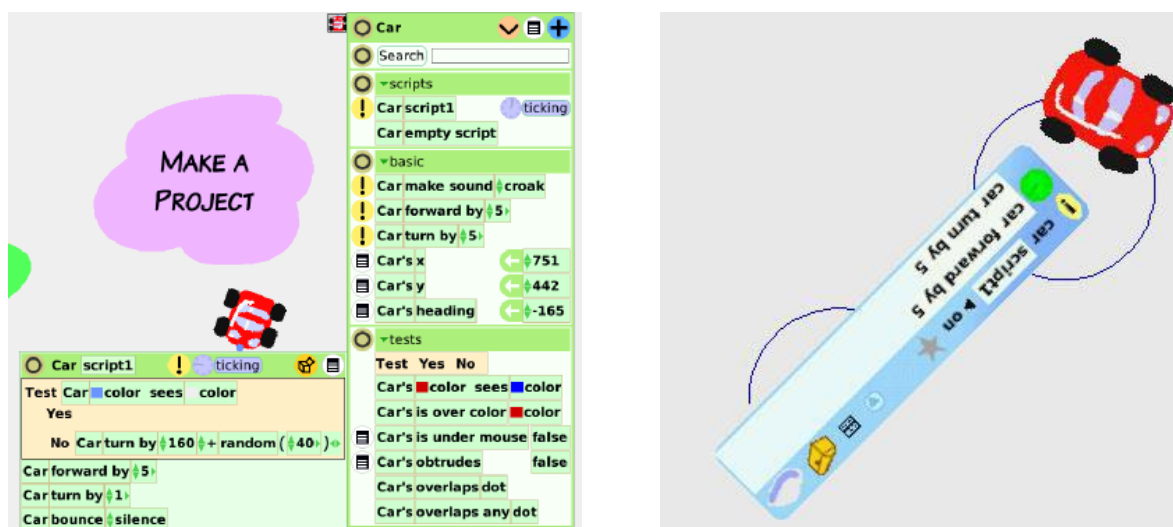 MAKE A
PROJECT
Car script1 ! ticking
Test Car color sees color
Yes
No Car turn by 160 + random ( 40 )
Car forward by 5
Car turn by 1
Car bounce silence
Car
Search
scripts
! Car script1 ticking
Car empty script
basic
! Car make sound croak
! Car forward by 5
! Car turn by 5
Car's x 751
Car's y 442
Car's heading -165
tests
Test Yes No
Car's color sees color
Car's is over color color
Car's is under mouse false
Car's obtrudes false
Car's overlaps dot
Car's overlaps any dot
! car script1 on
car forward by 5
car turn by 5